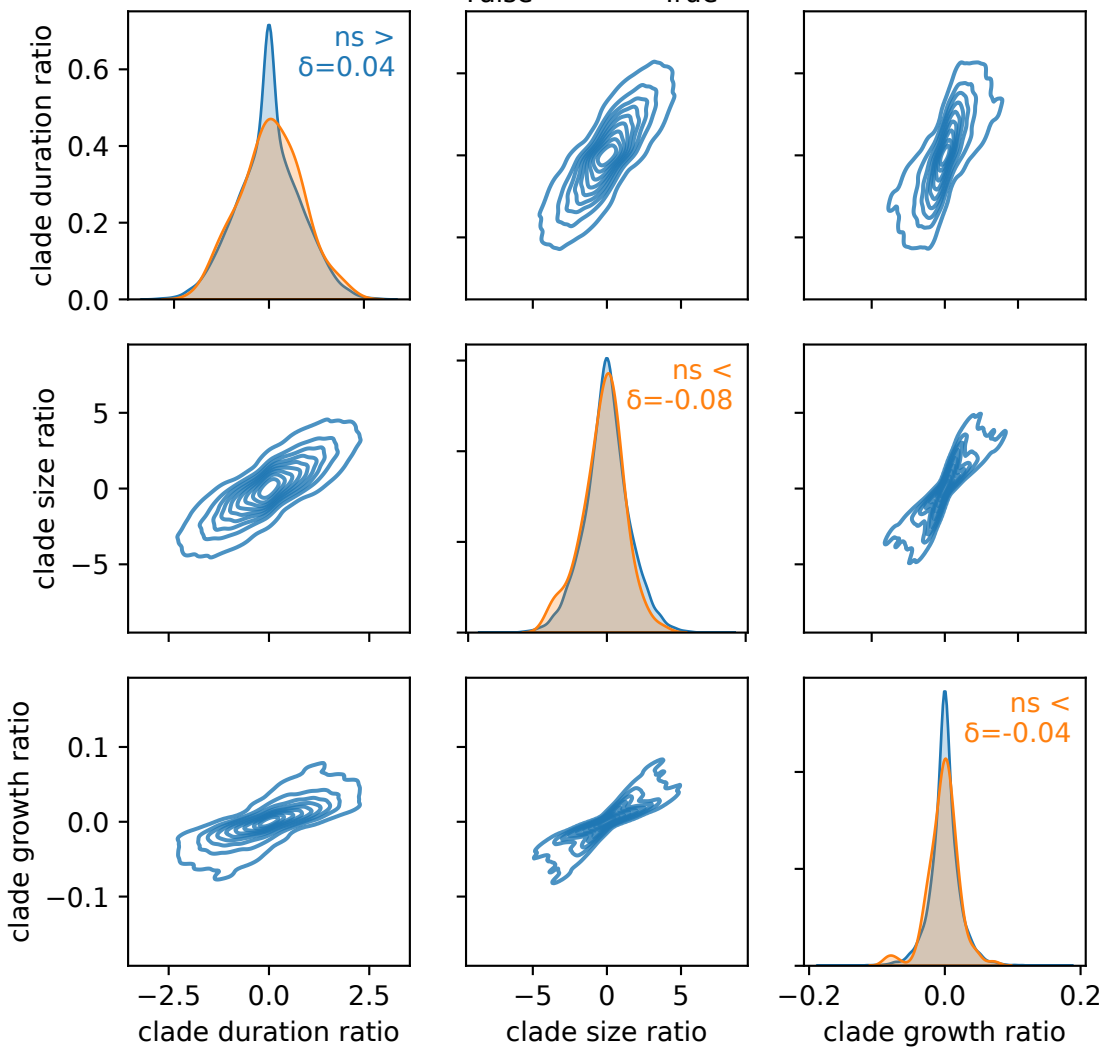 clade duration ratio
0.6
0.4
0.2
0.0
ns >
δ=0.04
clade size ratio
5
0
−5
ns <
δ=-0.08
clade growth ratio
0.1
0.0
−0.1
ns <
δ=-0.04
−2.5 0.0 2.5
−5 0 5
−0.2 0.0 0.2
clade duration ratio
clade size ratio
clade growth ratio